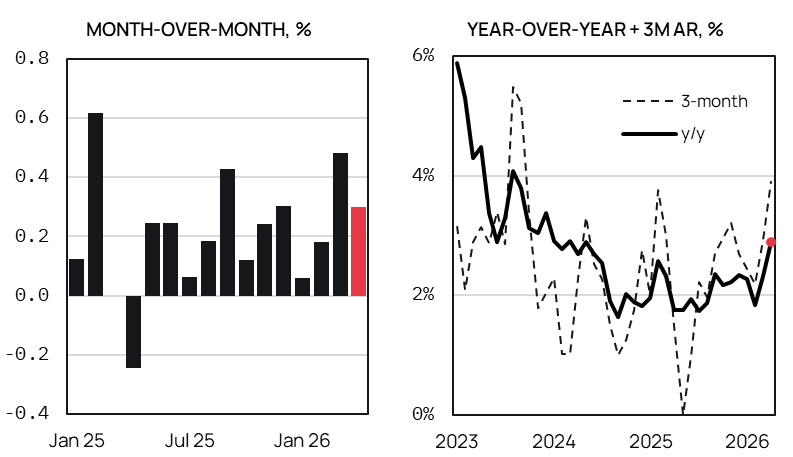 MONTH-OVER-MONTH, %
0.8
0.6
0.4
0.2
0.0
-0.2
-0.4
Jan 25 Jul 25 Jan 26
YEAR-OVER-YEAR + 3M AR, %
6%
4%
2%
0%
3-month
y/y
2023 2024 2025 2026